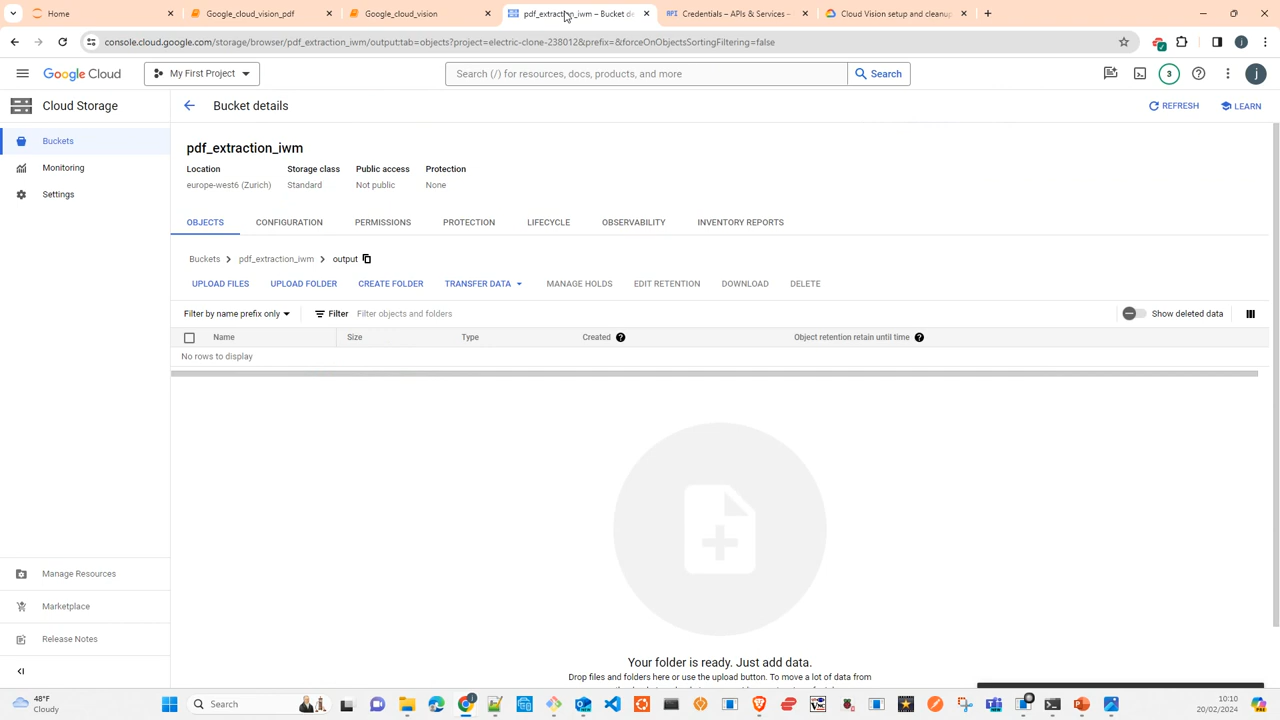 Home
Google_cloud_vision_pdf
Google_cloud_vision
pdf_extraction_iwm – Bucket de
Credentials – APIs & Services –
Cloud Vision setup and cleanup
console.cloud.google.com/storage/browser/pdf_extraction_iwm/output;tab=objects?project=electric-clone-238012&prefix=&forceOnObjectsSortingFiltering=false
j
Google Cloud
My First Project
Search (/) for resources, docs, products, and more
Search
3
j
Cloud Storage
Bucket details
REFRESH
LEARN
Buckets
Monitoring
Settings
pdf_extraction_iwm
Location
Storage class
Public access
Protection
europe-west6 (Zurich)
Standard
Not public
None
OBJECTS
CONFIGURATION
PERMISSIONS
PROTECTION
LIFECYCLE
OBSERVABILITY
INVENTORY REPORTS
Buckets > pdf_extraction_iwm > output
UPLOAD FILES
UPLOAD FOLDER
CREATE FOLDER
TRANSFER DATA
MANAGE HOLDS
EDIT RETENTION
DOWNLOAD
DELETE
Filter by name prefix only
Filter
Filter objects and folders
Show deleted data
Name
Size
Type
Created
Object retention retain until time
No rows to display
Your folder is ready. Just add data.
Drop files and folders here or use the upload button. To move a lot of data from
Manage Resources
Marketplace
Release Notes
48°F
Cloudy
Search
10:10
20/02/2024